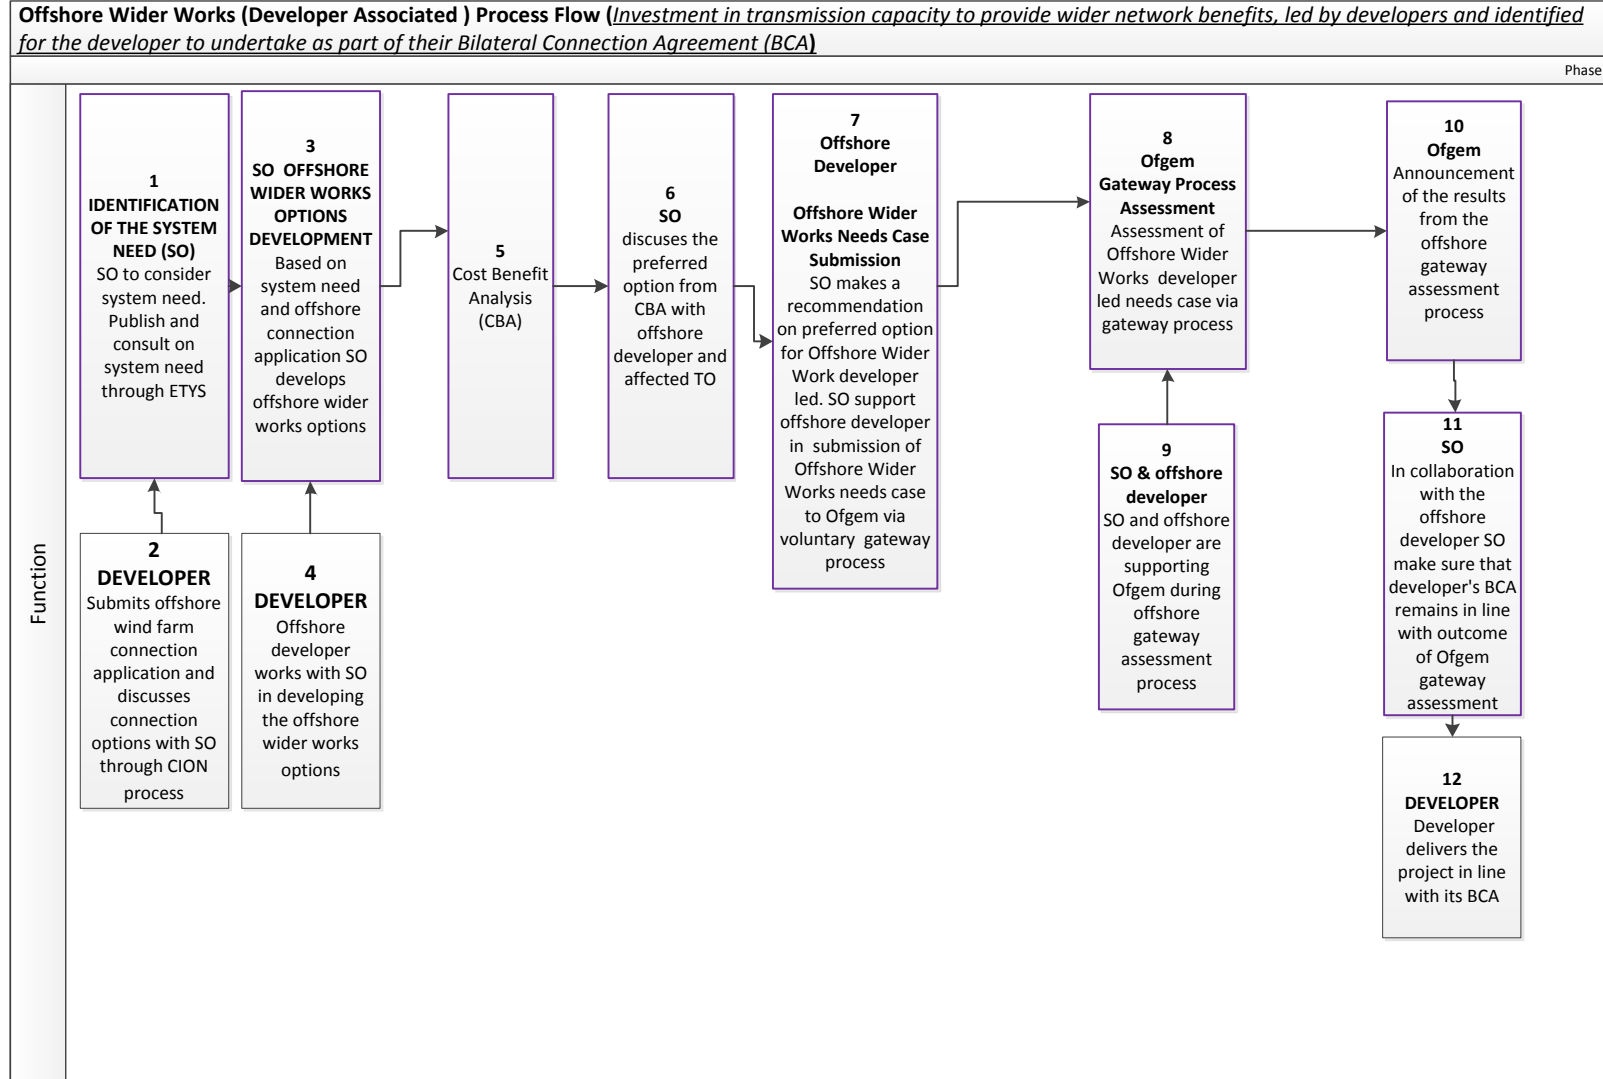 Offshore Wider Works (Developer Associated ) Process Flow (Investment in transmission capacity to provide wider network benefits, led by developers and identified
for the developer to undertake as part of their Bilateral Connection Agreement (BCA)
Phase
Function
1
IDENTIFICATION
OF THE SYSTEM
NEED (SO)
SO to consider
system need.
Publish and
consult on
system need
through ETYS
2
DEVELOPER
Submits offshore
wind farm
connection
application and
discusses
connection
options with SO
through CION
process
3
SO OFFSHORE
WIDER WORKS
OPTIONS
DEVELOPMENT
Based on
system need
and offshore
connection
application SO
develops
offshore wider
works options
4
DEVELOPER
Offshore
developer
works with SO
in developing
the offshore
wider works
options
5
Cost Benefit
Analysis
(CBA)
6
SO
discuses the
preferred
option from
CBA with
offshore
developer and
affected TO
7
Offshore
Developer
Offshore Wider
Works Needs Case
Submission
SO makes a
recommendation
on preferred option
for Offshore Wider
Work developer
led. SO support
offshore developer
in submission of
Offshore Wider
Works needs case
to Ofgem via
voluntary gateway
process
8
Ofgem
Gateway Process
Assessment
Assessment of
Offshore Wider
Works developer
led needs case via
gateway process
9
SO & offshore
developer
SO and offshore
developer are
supporting
Ofgem during
offshore
gateway
assessment
process
10
Ofgem
Announcement
of the results
from the
offshore
gateway
assessment
process
11
SO
In collaboration
with the
offshore
developer SO
make sure that
developer's BCA
remains in line
with outcome
of Ofgem
gateway
assessment
12
DEVELOPER
Developer
delivers the
project in line
with its BCA